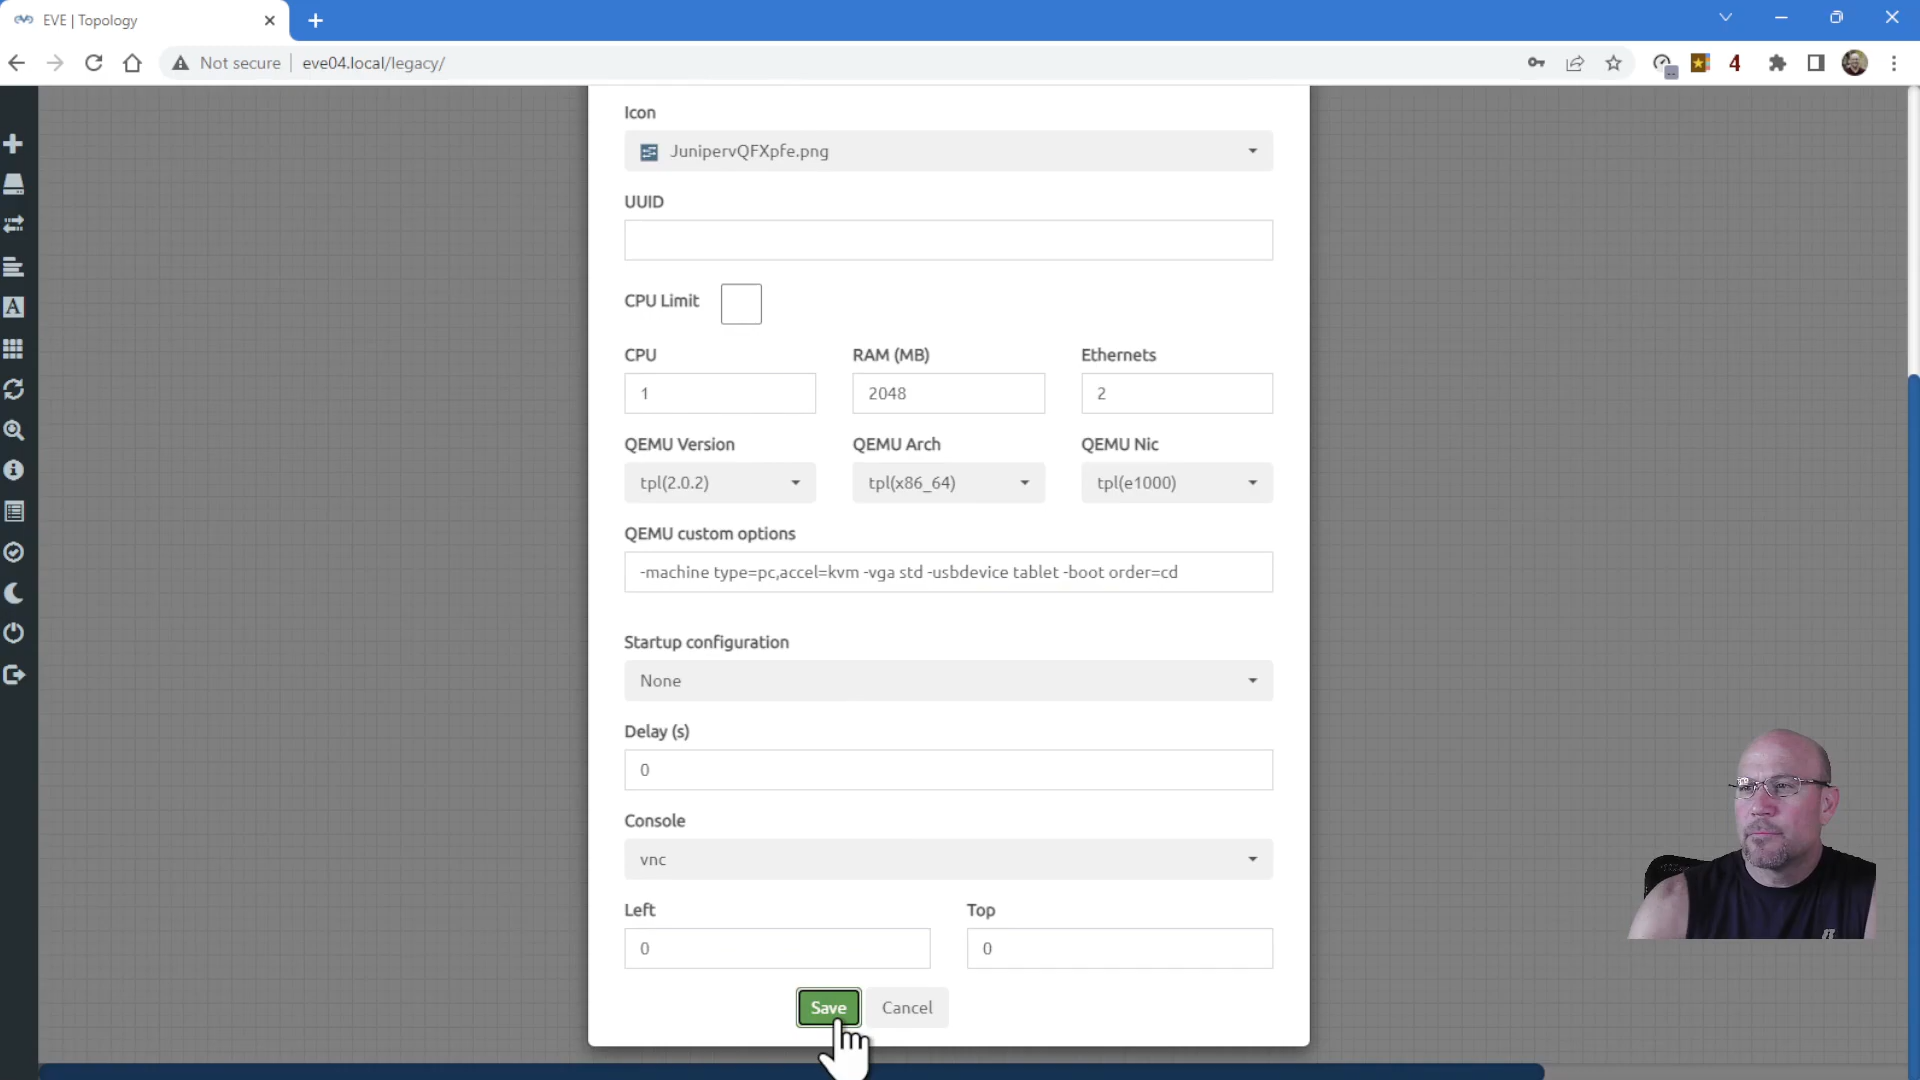 EVE | Topology
Not secure
eve04.local/legacy/
4
Icon
JunipervQFXpfe.png
UUID
CPU Limit
CPU
RAM (MB)
Ethernets
1
2048
2
QEMU Version
QEMU Arch
QEMU Nic
tpl(2.0.2)
tpl(x86_64)
tpl(e1000)
QEMU custom options
-machine type=pc,accel=kvm -vga std -usbdevice tablet -boot order=cd
Startup configuration
None
Delay (s)
0
Console
vnc
Left
Top
0
0
Save
Cancel